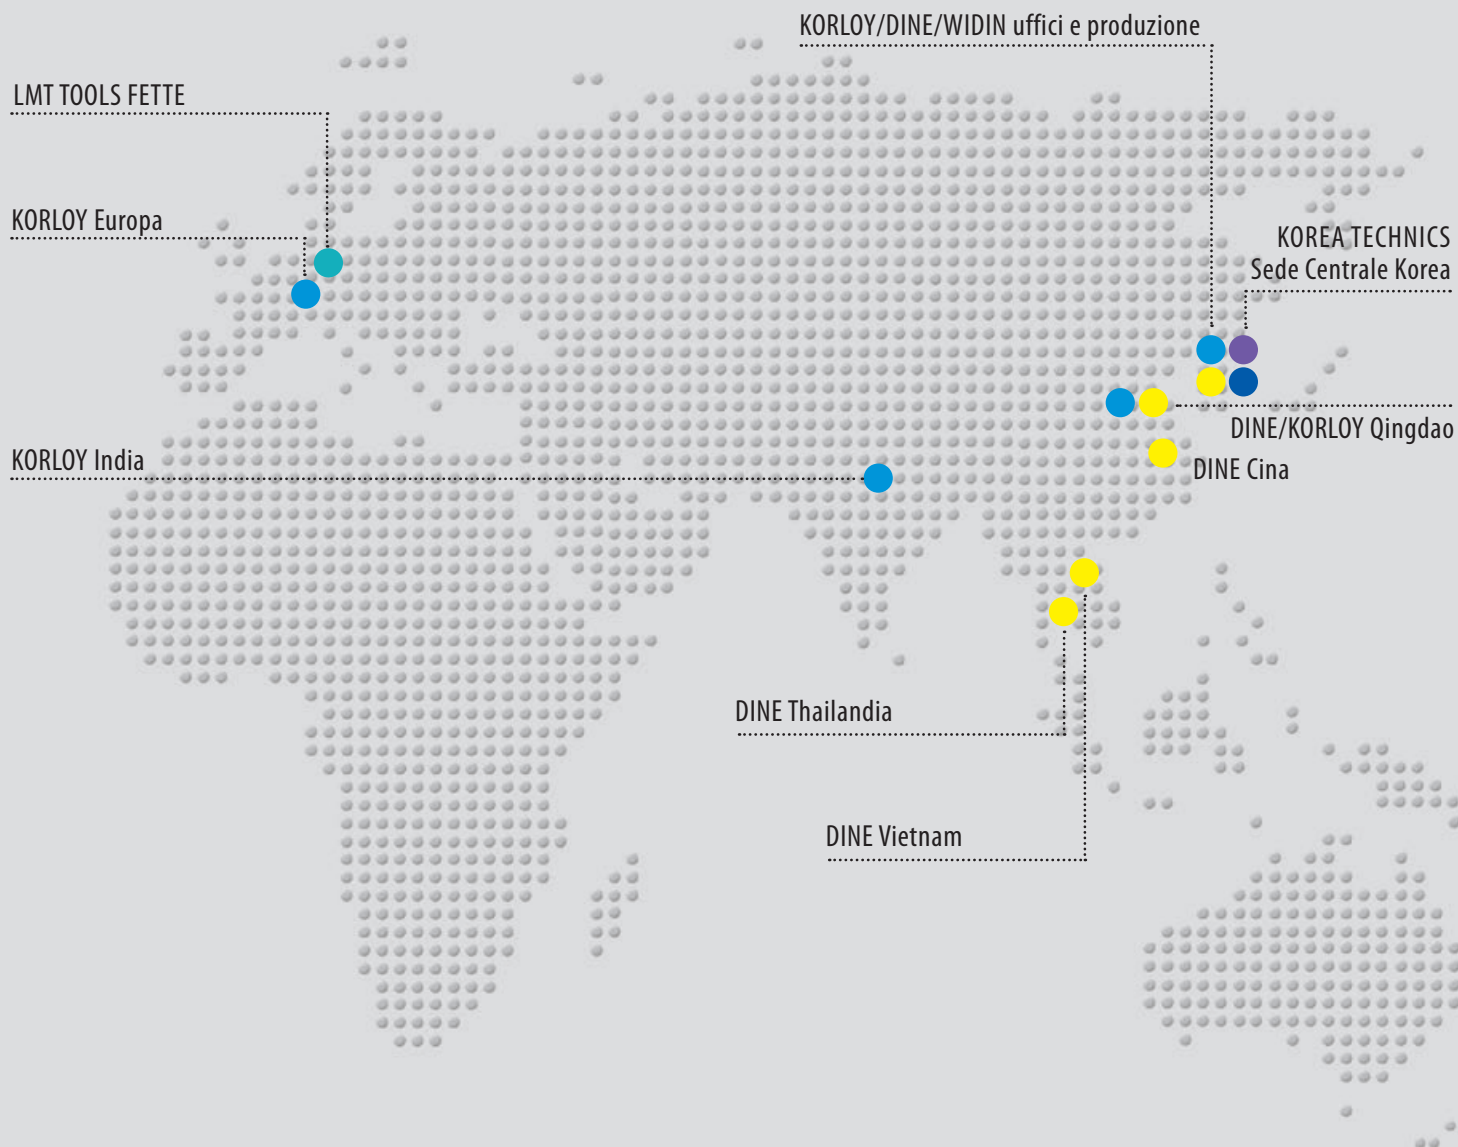 KORLOY/DINE/WIDIN uffici e produzione
LMT TOOLS FETTE
KORLOY Europa
KOREA TECHNICS
Sede Centrale Korea
DINE/KORLOY Qingdao
KORLOY India
DINE Cina
DINE Thailandia
DINE Vietnam